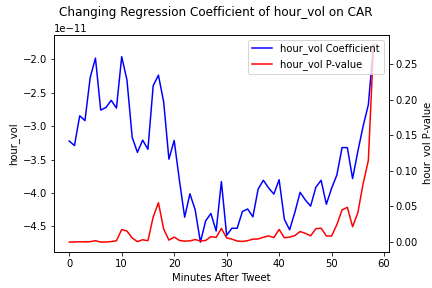 Changing Regression Coefficient of hour_vol on CAR
1e−11
hour_vol Coefficient
hour_vol P-value
−2.0
−2.5
−3.0
−3.5
−4.0
−4.5
hour_vol
0.25
0.20
0.15
0.10
0.05
0.00
hour_vol P-value
0 10 20 30 40 50 60
Minutes After Tweet